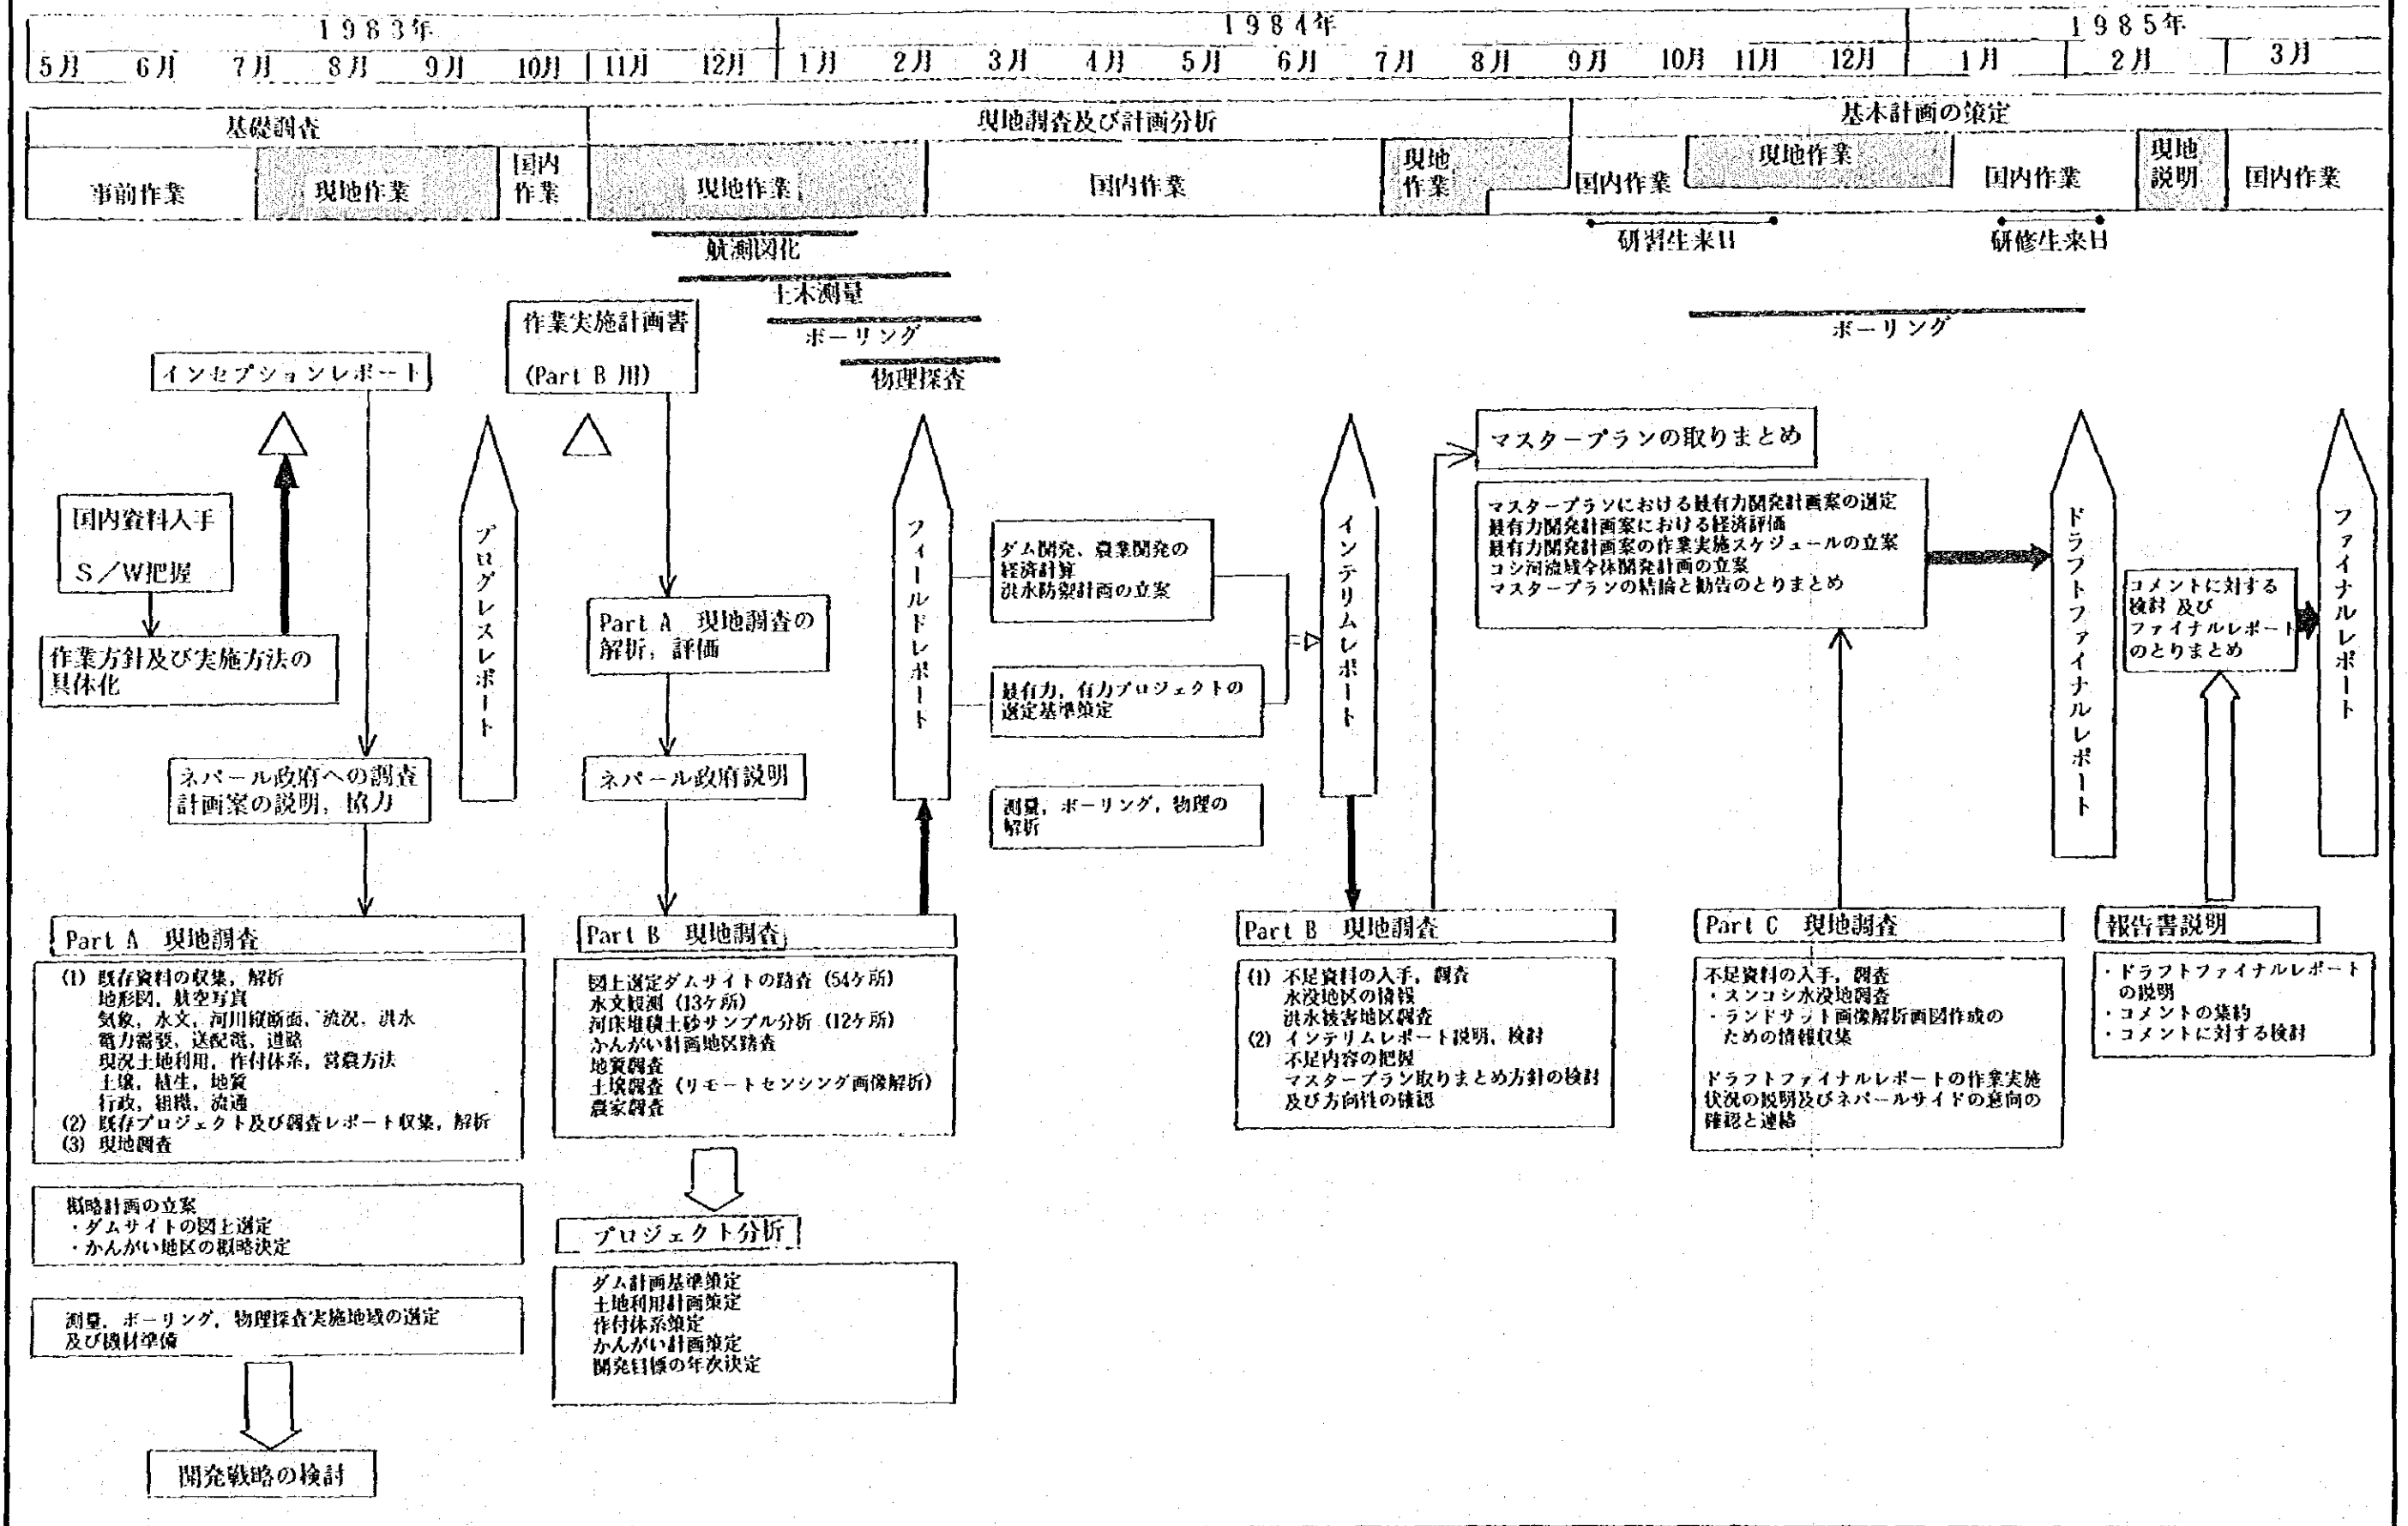 1983年
1984年
1985年
5月 6月 7月 8月 9月 10月 11月 12月 1月 2月 3月 4月 5月 6月 7月 8月 9月 10月 11月 12月 1月 2月 3月
基礎調査
現地調査及び計画分析
基本計画の策定
事前作業
現地作業
国内
作業
現地作業
国内作業
現地
作業
国内作業
現地作業
国内作業
現地
説明
国内作業
航測図化
土木測量
ボーリング
物理探査
研習生来日
研修生来日
ボーリング
インセプションレポート
作業実施計画書
(Part B 用)
国内資料入手
S/W把握
作業方針及び実施方法の
具体化
ネパール政府への調査
計画案の説明, 協力
プログレスレポート
Part A 現地調査の
解析, 評価
ネパール政府説明
フィールドレポート
ダム開発、農業開発の
経済計算
洪水防禦計画の立案
最有力, 有力プロジェクトの
選定基準策定
測量, ボーリング, 物理の
解析
インテリムレポート
マスタープランの取りまとめ
マスタープランにおける最有力開発計画案の選定
最有力開発計画案における経済評価
最有力開発計画案の作業実施スケジュールの立案
コシ河流域全体開発計画の立案
マスタープランの結論と勧告のとりまとめ
ドラフトファイナルレポート
コメントに対する
検討 及び
ファイナルレポート
のとりまとめ
ファイナルレポート
Part A 現地調査
(1) 既存資料の収集, 解析
地形図, 航空写真
気象, 水文, 河川縦断面, 流況, 洪水
電力需要, 送配電, 道路
現況土地利用, 作付体系, 営農方法
土壌, 植生, 地質
行政, 組織, 流通
(2) 既存プロジェクト及び調査レポート収集, 解析
(3) 現地調査
概略計画の立案
・ダムサイトの図上選定
・かんがい地区の概略決定
測量, ボーリング, 物理探査実施地域の選定
及び機材準備
開発戦略の検討
Part B 現地調査
図上選定ダムサイトの踏査 (54ケ所)
水文観測 (13ケ所)
河床堆積土砂サンプル分析 (12ケ所)
かんがい計画地区踏査
地質調査
土壌調査 (リモートセンシング画像解析)
農家調査
プロジェクト分析
ダム計画基準策定
土地利用計画策定
作付体系策定
かんがい計画策定
開発目標の年次決定
Part B 現地調査
(1) 不足資料の入手, 調査
水没地区の情報
洪水被害地区調査
(2) インテリムレポート説明, 検討
不足内容の把握
マスタープラン取りまとめ方針の検討
及び方向性の確認
Part C 現地調査
不足資料の入手, 調査
・スンコシ水没地調査
・ランドサット画像解析画図作成の
ための情報収集
ドラフトファイナルレポートの作業実施
状況の説明及びネパールサイドの意向の
確認と連絡
報告書説明
・ドラフトファイナルレポート
の説明
・コメントの集約
・コメントに対する検討